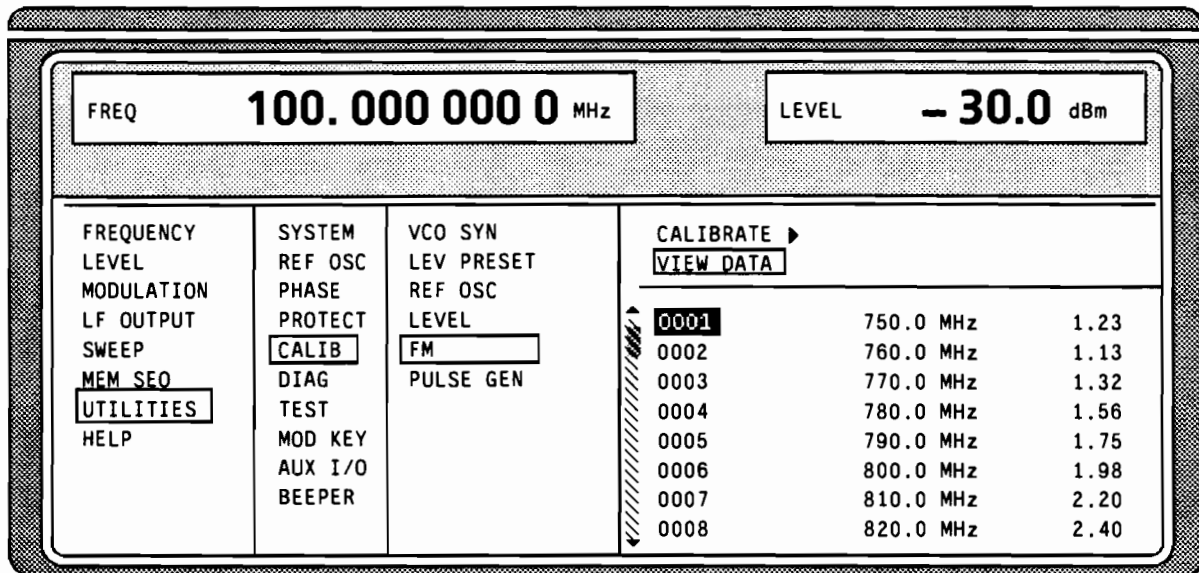 FREQ 100. 000 000 0 MHz
LEVEL - 30.0 dBm
FREQUENCY
LEVEL
MODULATION
LF OUTPUT
SWEEP
MEM SEQ
UTILITIES
HELP
SYSTEM
REF OSC
PHASE
PROTECT
CALIB
DIAG
TEST
MOD KEY
AUX I/O
BEEPER
VCO SYN
LEV PRESET
REF OSC
LEVEL
FM
PULSE GEN
CALIBRATE ▶
VIEW DATA
0001 750.0 MHz 1.23
0002 760.0 MHz 1.13
0003 770.0 MHz 1.32
0004 780.0 MHz 1.56
0005 790.0 MHz 1.75
0006 800.0 MHz 1.98
0007 810.0 MHz 2.20
0008 820.0 MHz 2.40